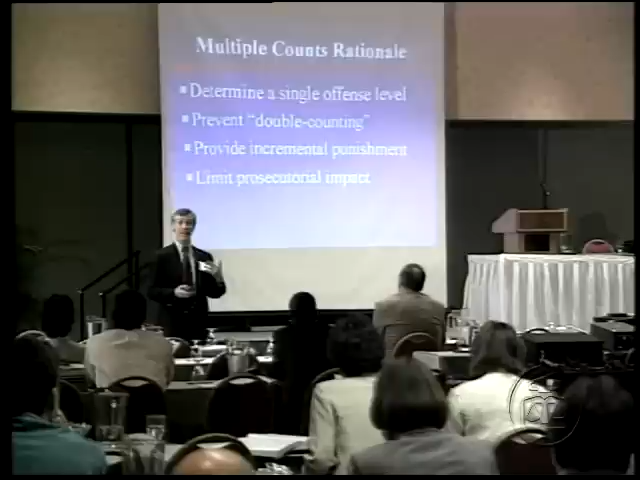 Multiple Counts Rationale
▪Determine a single offense level
▪Prevent "double-counting"
▪Provide incremental punishment
▪Limit prosecutorial impact